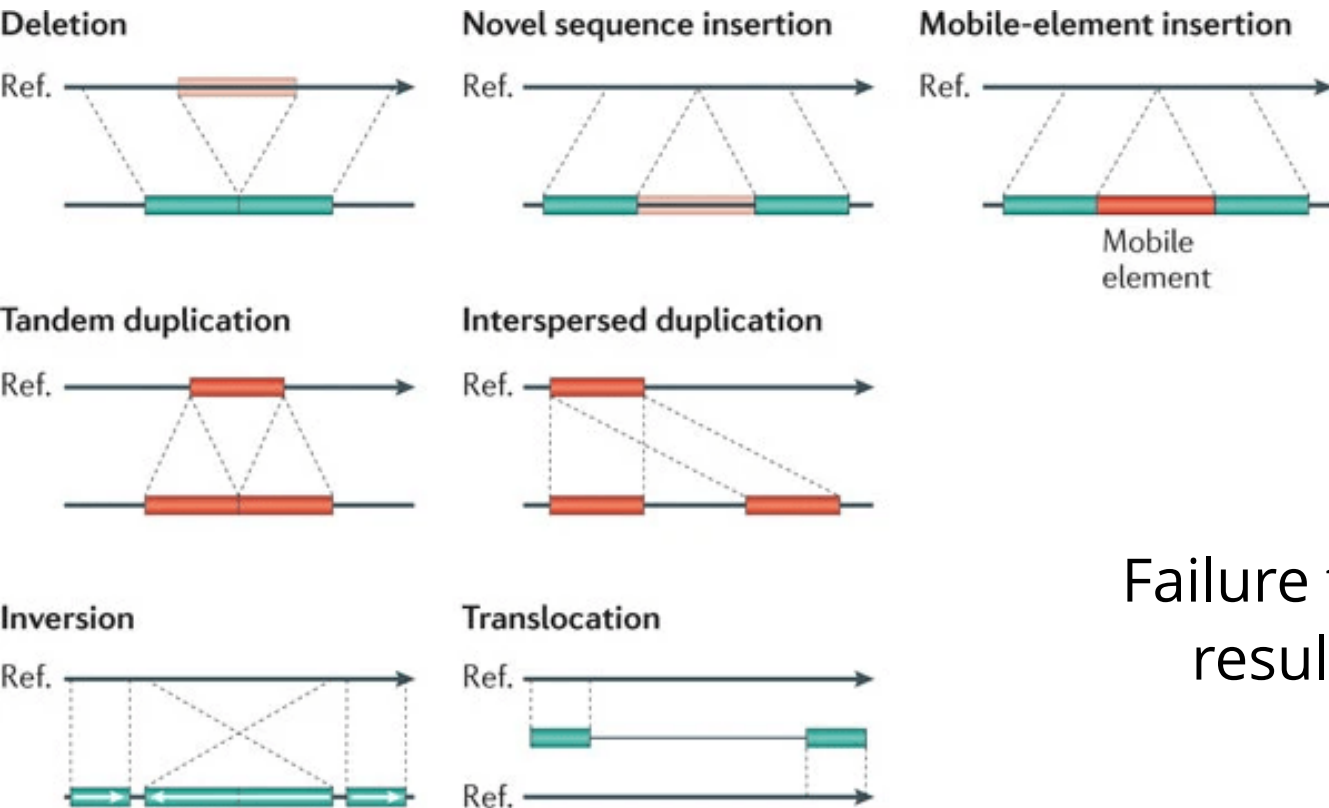 Deletion
Ref.
Novel sequence insertion
Ref.
Mobile-element insertion
Ref.
Mobile
element
Tandem duplication
Ref.
Interspersed duplication
Ref.
Inversion
Ref.
Translocation
Ref.
Ref.
Failure
resul